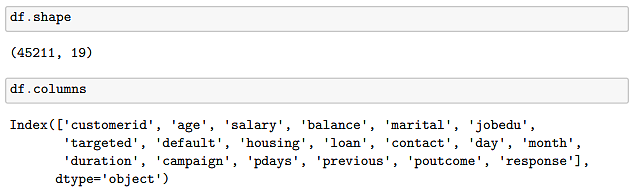 df.shape
(45211, 19)
df.columns
Index(['customerid', 'age', 'salary', 'balance', 'marital', 'jobedu',
'targeted', 'default', 'housing', 'loan', 'contact', 'day', 'month',
'duration', 'campaign', 'pdays', 'previous', 'poutcome', 'response'],
dtype='object')